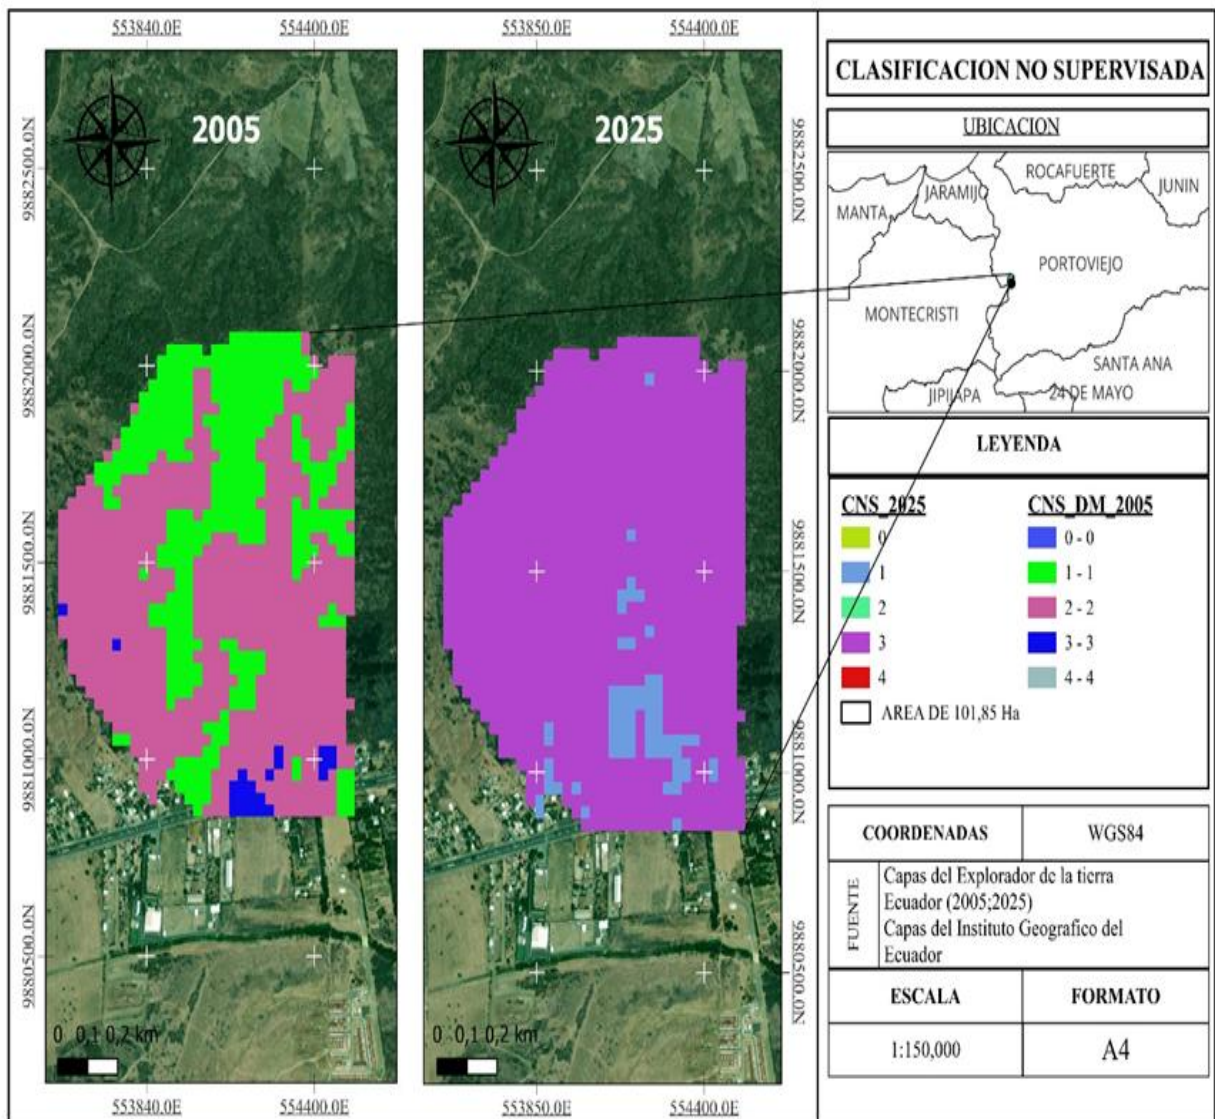 553840.0E 554400.0E
553850.0E 554400.0E
2005
2025
9882500.0N
9882000.0N
9881500.0N
9881000.0N
9880500.0N
9882500.0N
9882000.0N
9881500.0N
9881000.0N
9880500.0N
0 0,1 0,2 km
0 0,1 0,2 km
553840.0E 554400.0E
553850.0E 554400.0E
CLASIFICACION NO SUPERVISADA
UBICACION
ROCAFUERTE
JUNIN
JARAMIJO
MANTA
PORTOVIEJO
MONTECRISTI
SANTA ANA
JIPIJAPA
24 DE MAYO
LEYENDA
CNS_2025
0
1
2
3
4
CNS_DM_2005
0 - 0
1 - 1
2 - 2
3 - 3
4 - 4
AREA DE 101,85 Ha
COORDENADAS WGS84
FUENTE
Capas del Explorador de la tierra
Ecuador (2005;2025)
Capas del Instituto Geografico del
Ecuador
ESCALA FORMATO
1:150,000 A4